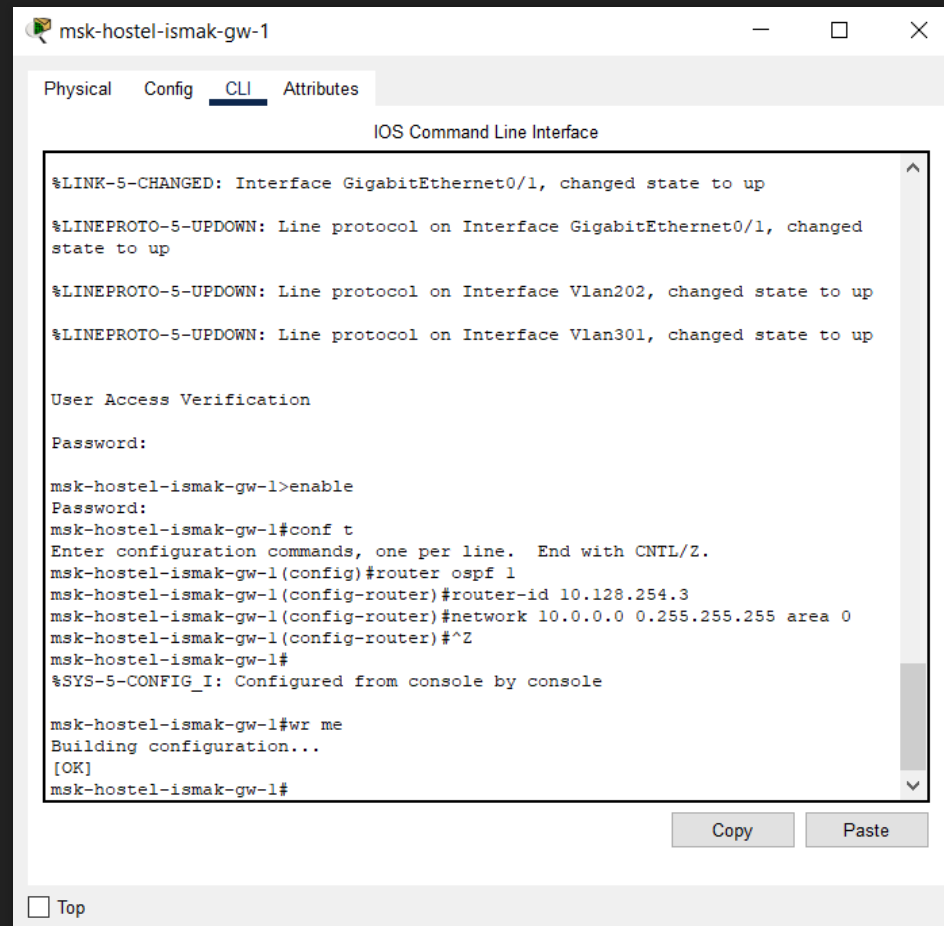 msk-hostel-ismak-gw-1
Physical Config CLI Attributes
IOS Command Line Interface
%LINK-5-CHANGED: Interface GigabitEthernet0/1, changed state to up
%LINEPROTO-5-UPDOWN: Line protocol on Interface GigabitEthernet0/1, changed
state to up
%LINEPROTO-5-UPDOWN: Line protocol on Interface Vlan202, changed state to up
%LINEPROTO-5-UPDOWN: Line protocol on Interface Vlan301, changed state to up
User Access Verification
Password:
msk-hostel-ismak-gw-1>enable
Password:
msk-hostel-ismak-gw-1#conf t
Enter configuration commands, one per line.  End with CNTL/Z.
msk-hostel-ismak-gw-1(config)#router ospf 1
msk-hostel-ismak-gw-1(config-router)#router-id 10.128.254.3
msk-hostel-ismak-gw-1(config-router)#network 10.0.0.0 0.255.255.255 area 0
msk-hostel-ismak-gw-1(config-router)#^Z
msk-hostel-ismak-gw-1#
%SYS-5-CONFIG_I: Configured from console by console
msk-hostel-ismak-gw-1#wr me
Building configuration...
[OK]
msk-hostel-ismak-gw-1#
Copy Paste
Top